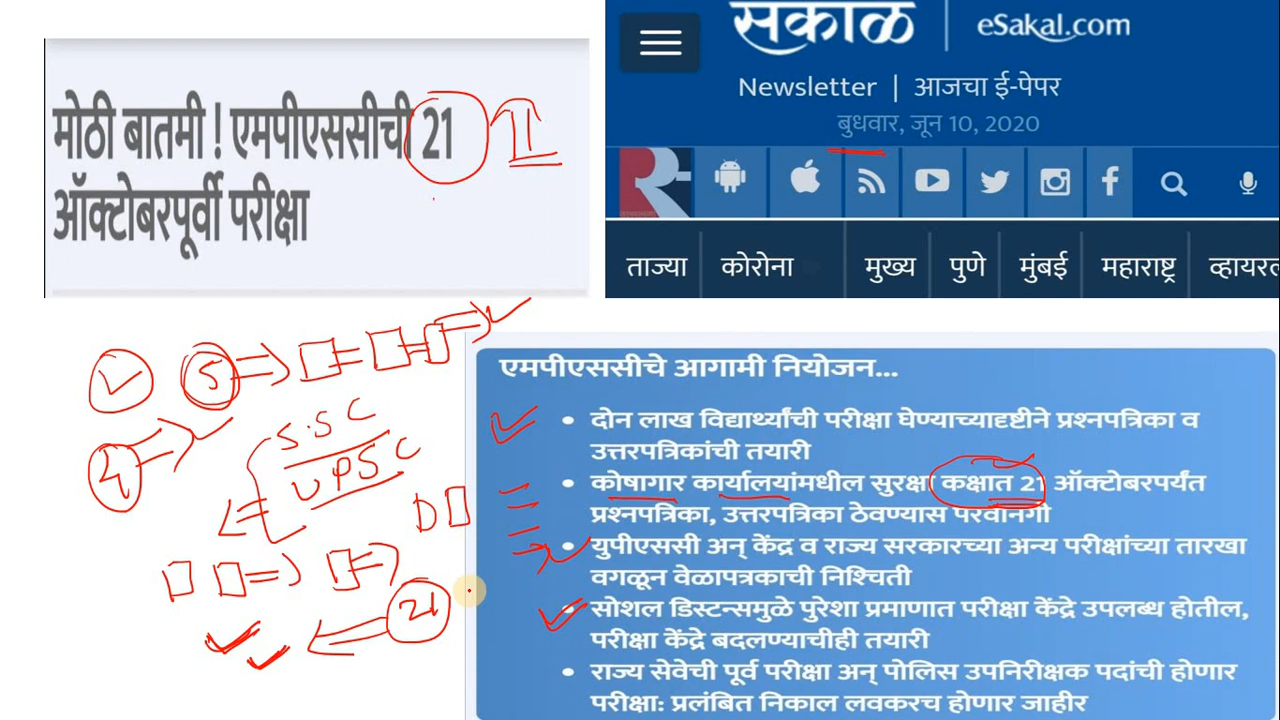 मोठी बातमी ! एमपीएससीची 21
ऑक्टोबरपूर्वी परीक्षा
सकाळ | eSakal.com
Newsletter | आजचा ई-पेपर
बुधवार, जून 10, 2020
ताज्या
कोरोना
मुख्य
पुणे
मुंबई
महाराष्ट्र
व्हायरल
5
S.SC
UPSC
21
एमपीएससीचे आगामी नियोजन...
• दोन लाख विद्यार्थ्यांची परीक्षा घेण्याच्यादृष्टीने प्रश्नपत्रिका व
उत्तरपत्रिकांची तयारी
• कोषागार कार्यालयांमधील सुरक्षा कक्षात 21 ऑक्टोबरपर्यंत
प्रश्नपत्रिका, उत्तरपत्रिका ठेवण्यास परवानगी
• युपीएससी अन् केंद्र व राज्य सरकारच्या अन्य परीक्षांच्या तारखा
वगळून वेळापत्रकाची निश्चिती
• सोशल डिस्टन्समुळे पुरेशा प्रमाणात परीक्षा केंद्रे उपलब्ध होतील,
परीक्षा केंद्रे बदलण्याचीही तयारी
• राज्य सेवेची पूर्व परीक्षा अन् पोलिस उपनिरीक्षक पदांची होणार
परीक्षा: प्रलंबित निकाल लवकरच होणार जाहीर